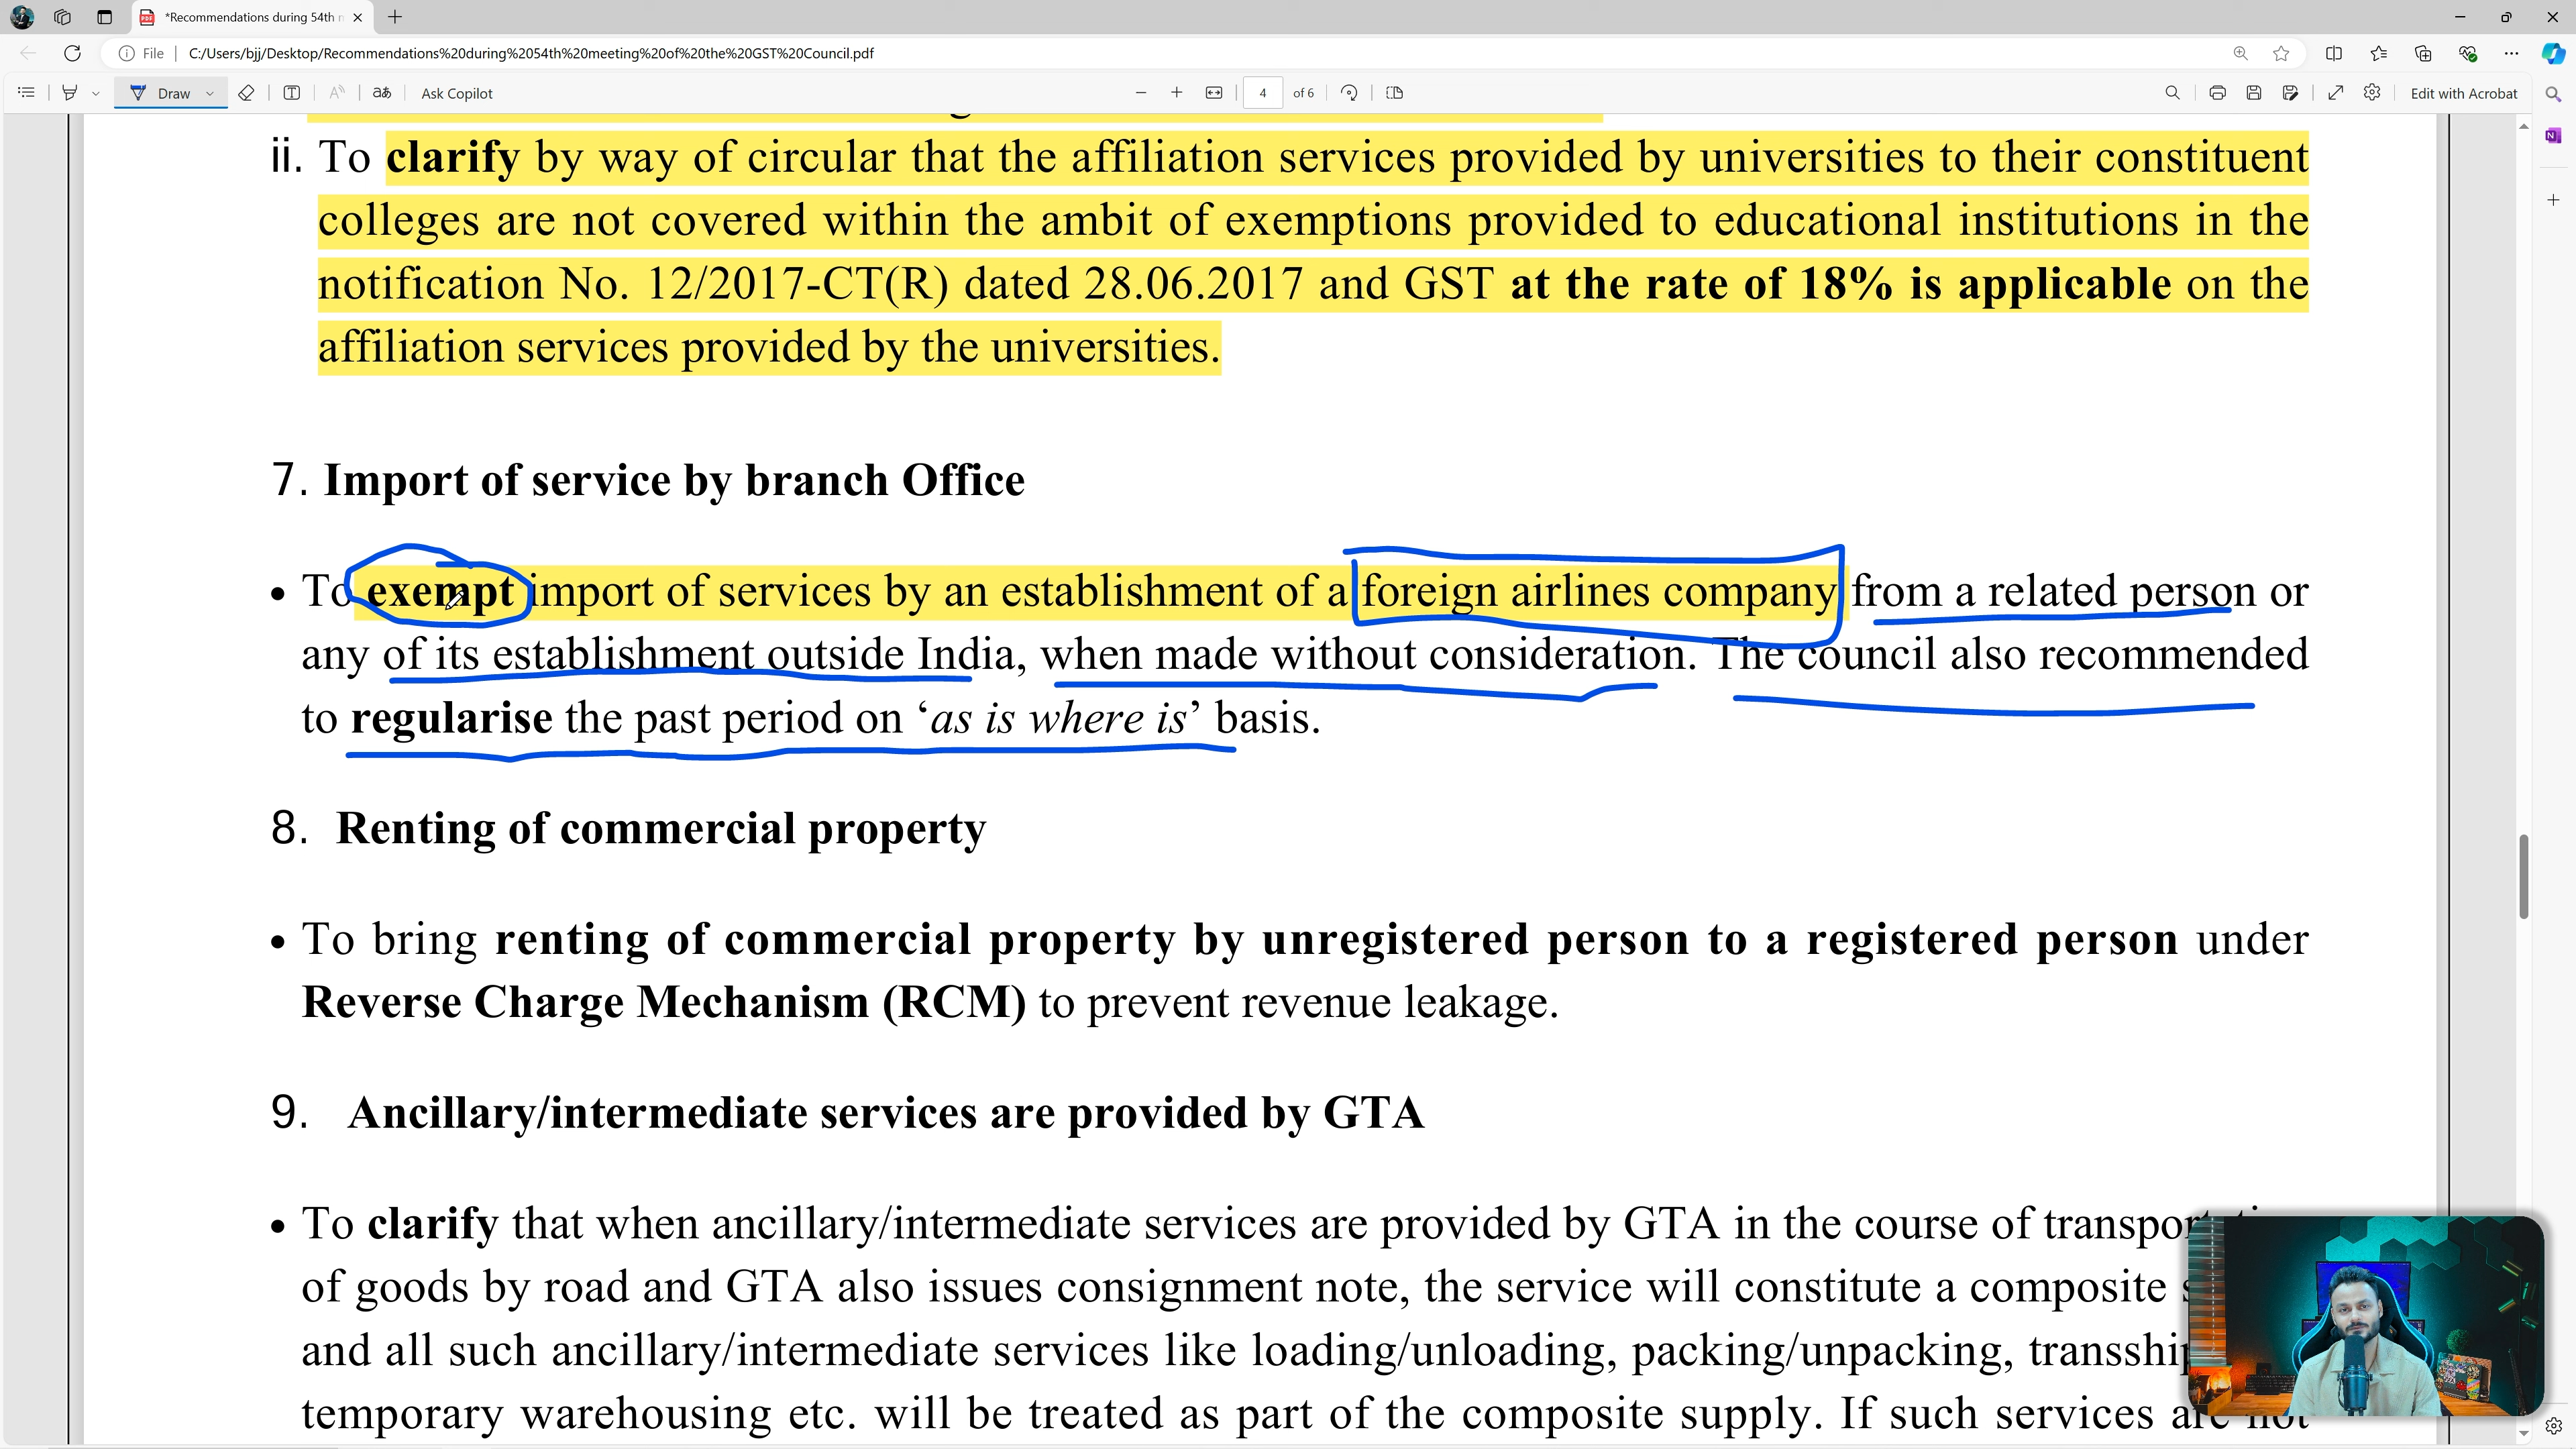 *Recommendations during 54th
File
C:/Users/bjj/Desktop/Recommendations%20during%2054th%20meeting%20of%20the%20GST%20Council.pdf
Draw
Ask Copilot
4
of 6
Edit with Acrobat
ii. To clarify by way of circular that the affiliation services provided by universities to their constituent
colleges are not covered within the ambit of exemptions provided to educational institutions in the
notification No. 12/2017-CT(R) dated 28.06.2017 and GST at the rate of 18% is applicable on the
affiliation services provided by the universities.
7. Import of service by branch Office
• To exempt import of services by an establishment of a foreign airlines company from a related person or
any of its establishment outside India, when made without consideration. The council also recommended
to regularise the past period on ‘as is where is’ basis.
8. Renting of commercial property
• To bring renting of commercial property by unregistered person to a registered person under
Reverse Charge Mechanism (RCM) to prevent revenue leakage.
9. Ancillary/intermediate services are provided by GTA
• To clarify that when ancillary/intermediate services are provided by GTA in the course of
of goods by road and GTA also issues consignment note, the service will constitute a composite
and all such ancillary/intermediate services like loading/unloading, packing/unpacking,
temporary warehousing etc. will be treated as part of the composite supply. If such services are not